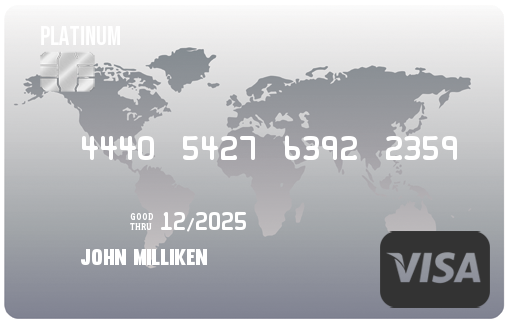 PLATINUM
4440 5427 6392 2359
GOOD
THRU 12/2025
JOHN MILLIKEN
VISA